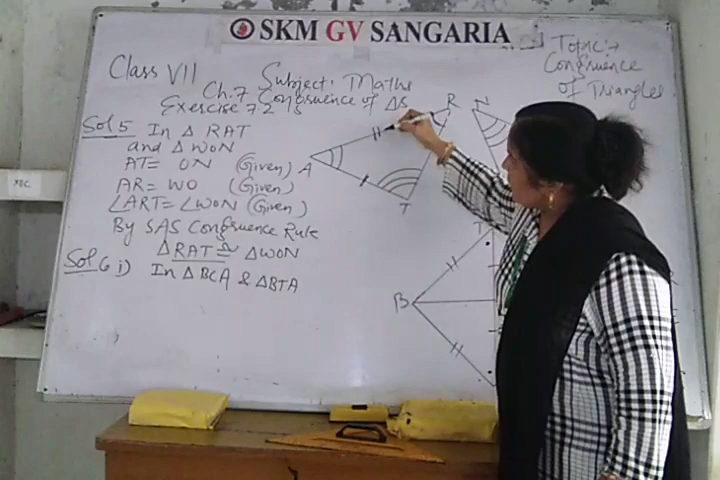 SKM GV SANGARIA
Topic:→
Congruence
of Triangles
Class VII
Subject: Maths
Ch.7 Congruence of Δs
Exercise 7.2
Sol 5 In Δ RAT
and Δ WON
AT = ON (Given)
AR = WO (Given)
∠ART = ∠WON (Given)
By SAS Congruence Rule
Δ RAT ≅ Δ WON
Sol 6 i) In Δ BCA & Δ BTA
R
N
A
T
T
B